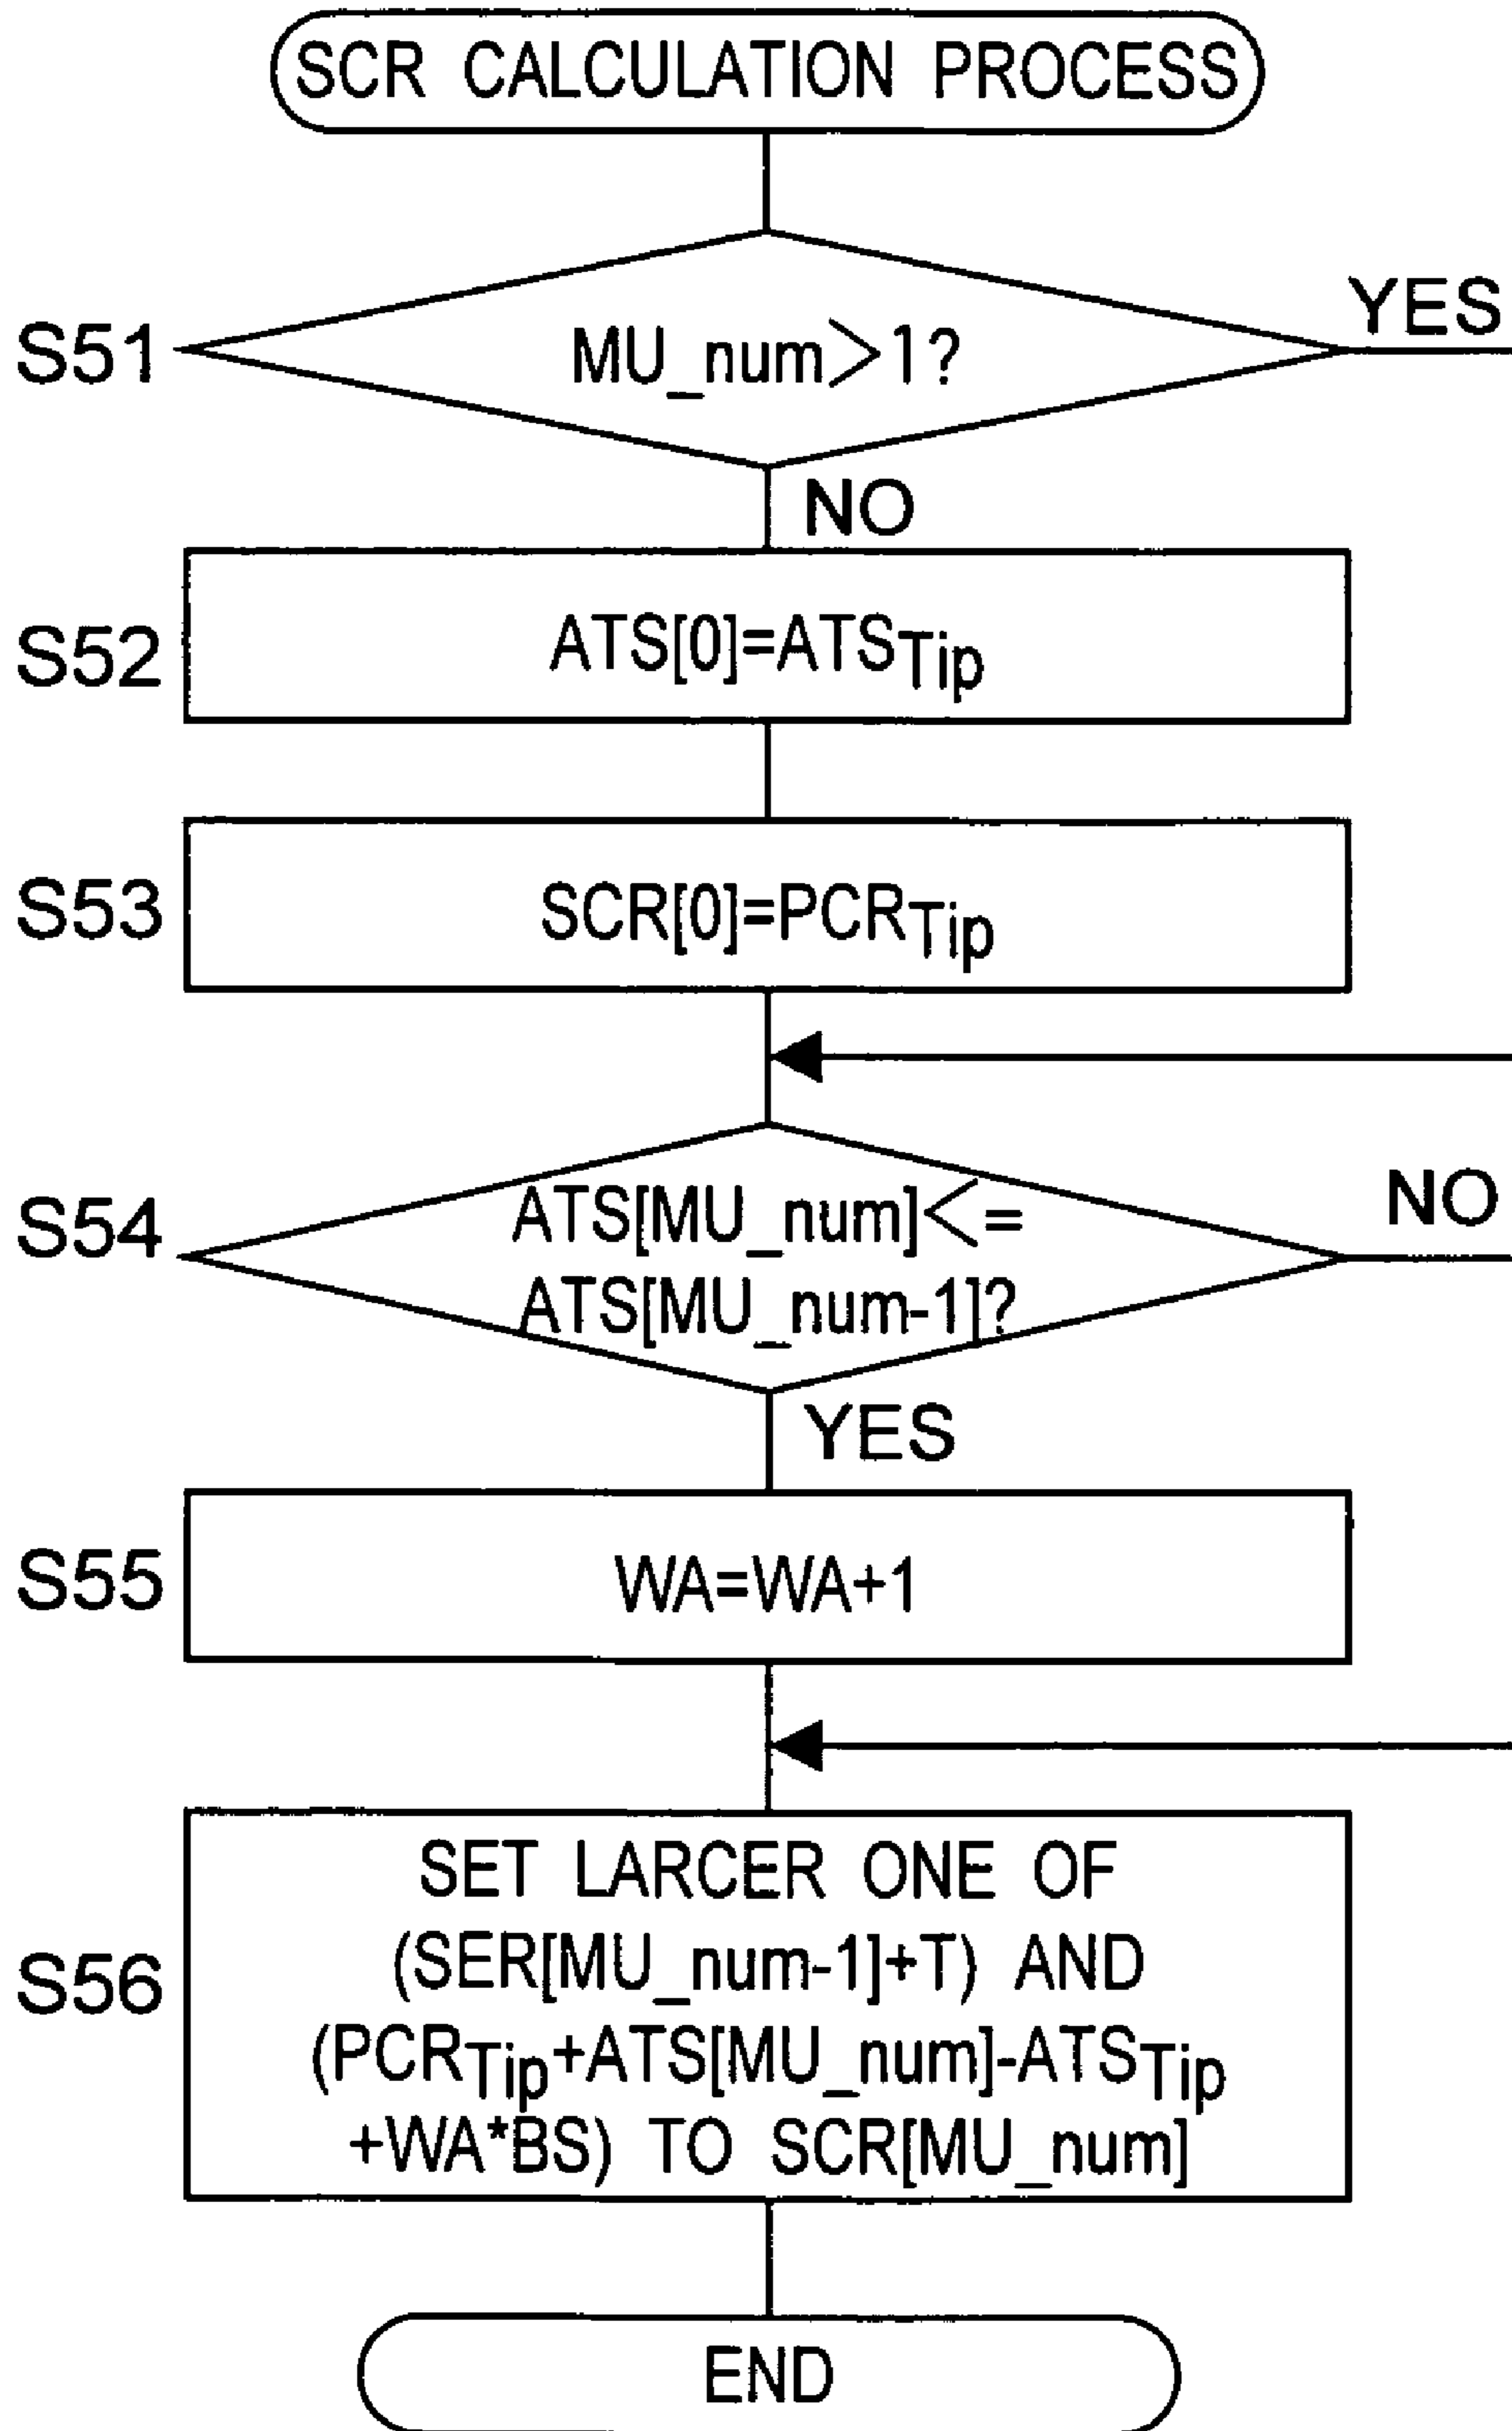 SCR CALCULATION PROCESS
S51
MU_num>1?
YES
NO
S52
ATS[0]=ATSTip
S53
SCR[0]=PCRTip
S54
ATS[MU_num]<=
ATS[MU_num-1]?
NO
YES
S55
WA=WA+1
S56
SET LARCER ONE OF
(SER[MU_num-1]+T) AND
(PCRTip+ATS[MU_num]-ATSTip
+WA*BS) TO SCR[MU_num]
END